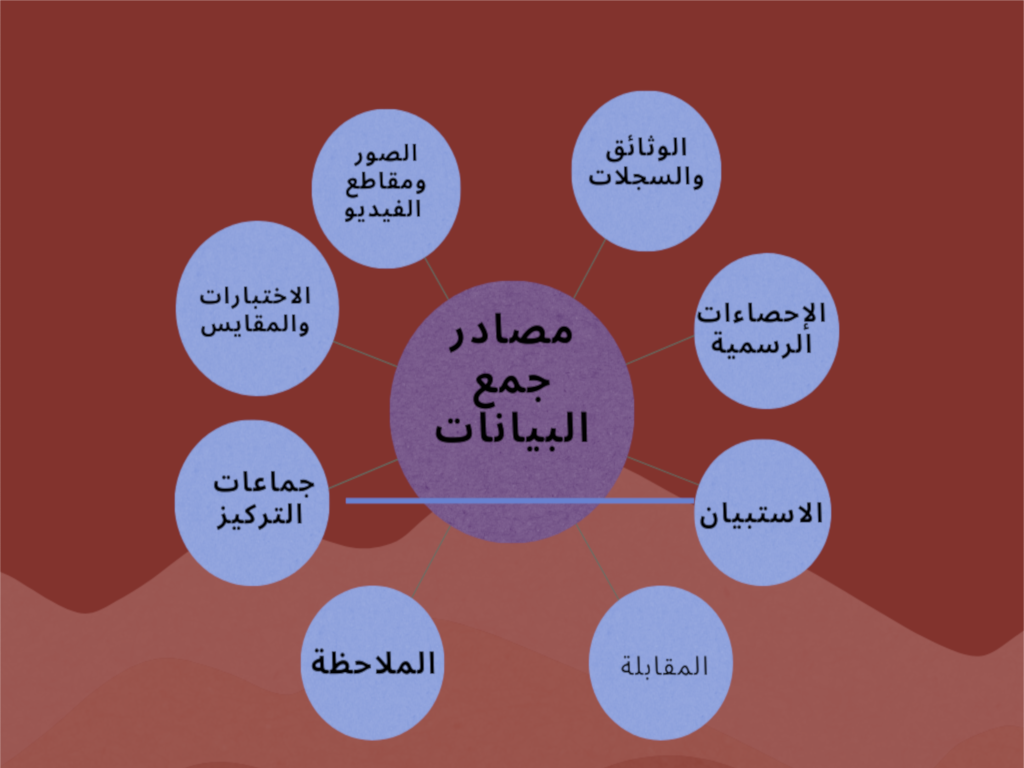 مصادر
جمع
البيانات
الوثائق
والسجلات
الإحصاءات
الرسمية
الاستبيان
المقابلة
الملاحظة
جماعات
التركيز
الاختبارات
والمقايس
الصور
ومقاطع
الفيديو